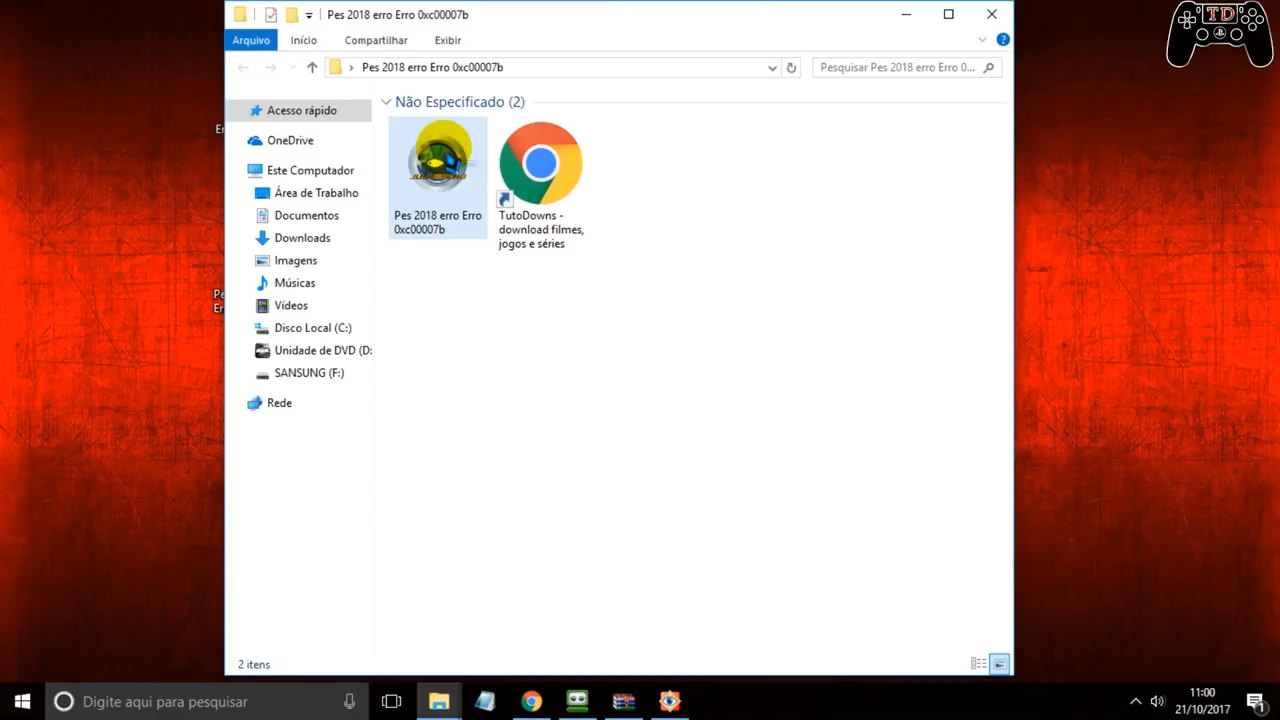 Pes 2018 erro Erro 0xc00007b
TD
Arquivo Início Compartilhar Exibir
Pes 2018 erro Erro 0xc00007b
Pesquisar Pes 2018 erro Erro 0...
Acesso rápido
OneDrive
Este Computador
Área de Trabalho
Documentos
Downloads
Imagens
Músicas
Vídeos
Disco Local (C:)
Unidade de DVD (D:
SANSUNG (F:)
Rede
Não Especificado (2)
Pes 2018 erro Erro
0xc00007b
TutoDowns -
download filmes,
jogos e séries
2 itens
Digite aqui para pesquisar
11:00
21/10/2017
1